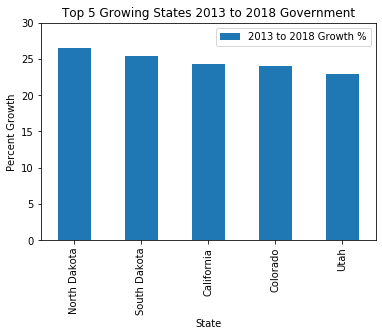 Top 5 Growing States 2013 to 2018 Government
2013 to 2018 Growth %
Percent Growth
30
25
20
15
10
5
0
North Dakota
South Dakota
California
Colorado
Utah
State